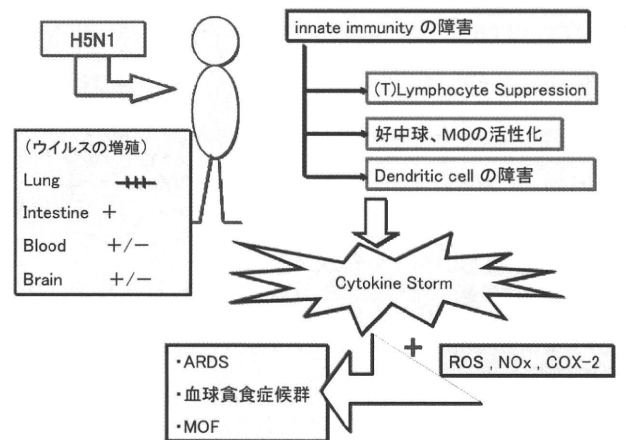 H5N1
innate immunity の障害
(T)Lymphocyte Suppression
好中球、MΦの活性化
Dendritic cell の障害
(ウイルスの増殖)
Lung +++
Intestine +
Blood +/−
Brain +/−
Cytokine Storm
+
ROS , NOx , COX-2
・ARDS
・血球貪食症候群
・MOF